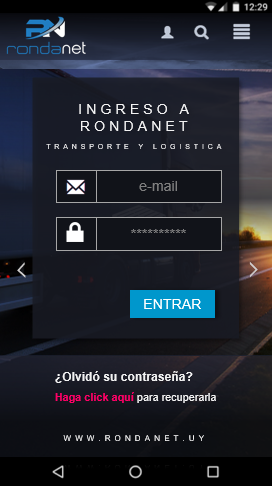 12:29
RN
rondanet
INGRESO A
RONDANET
TRANSPORTE Y LOGISTICA
e-mail
**********
ENTRAR
¿Olvidó su contraseña?
Haga click aquí para recuperarla
WWW.RONDANET.UY